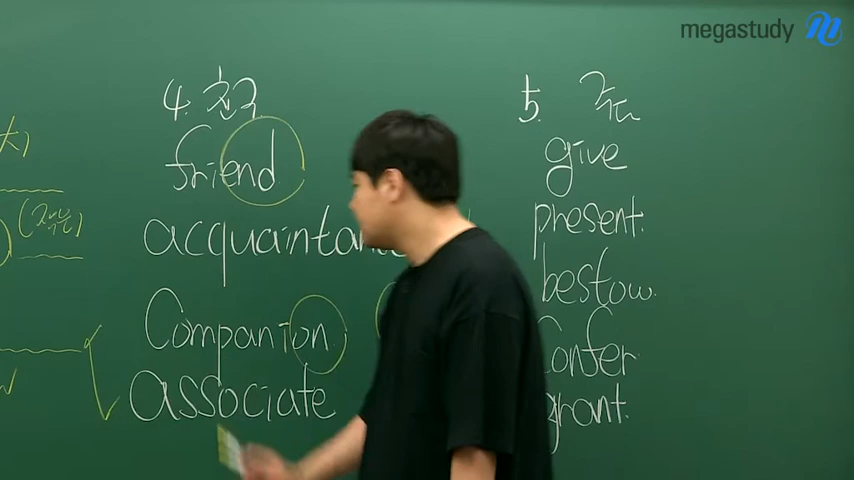 megastudy
4. 친구
friend
acquaintance
Companion
associate
5. 주다
give
present.
bestow.
Confer
grant.